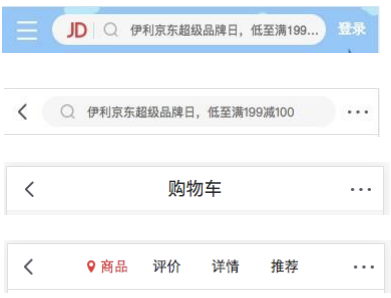 JD 伊利京东超级品牌日，低至满199... 登录
伊利京东超级品牌日，低至满199减100 ...
购物车 ...
商品 评价 详情 推荐 ...